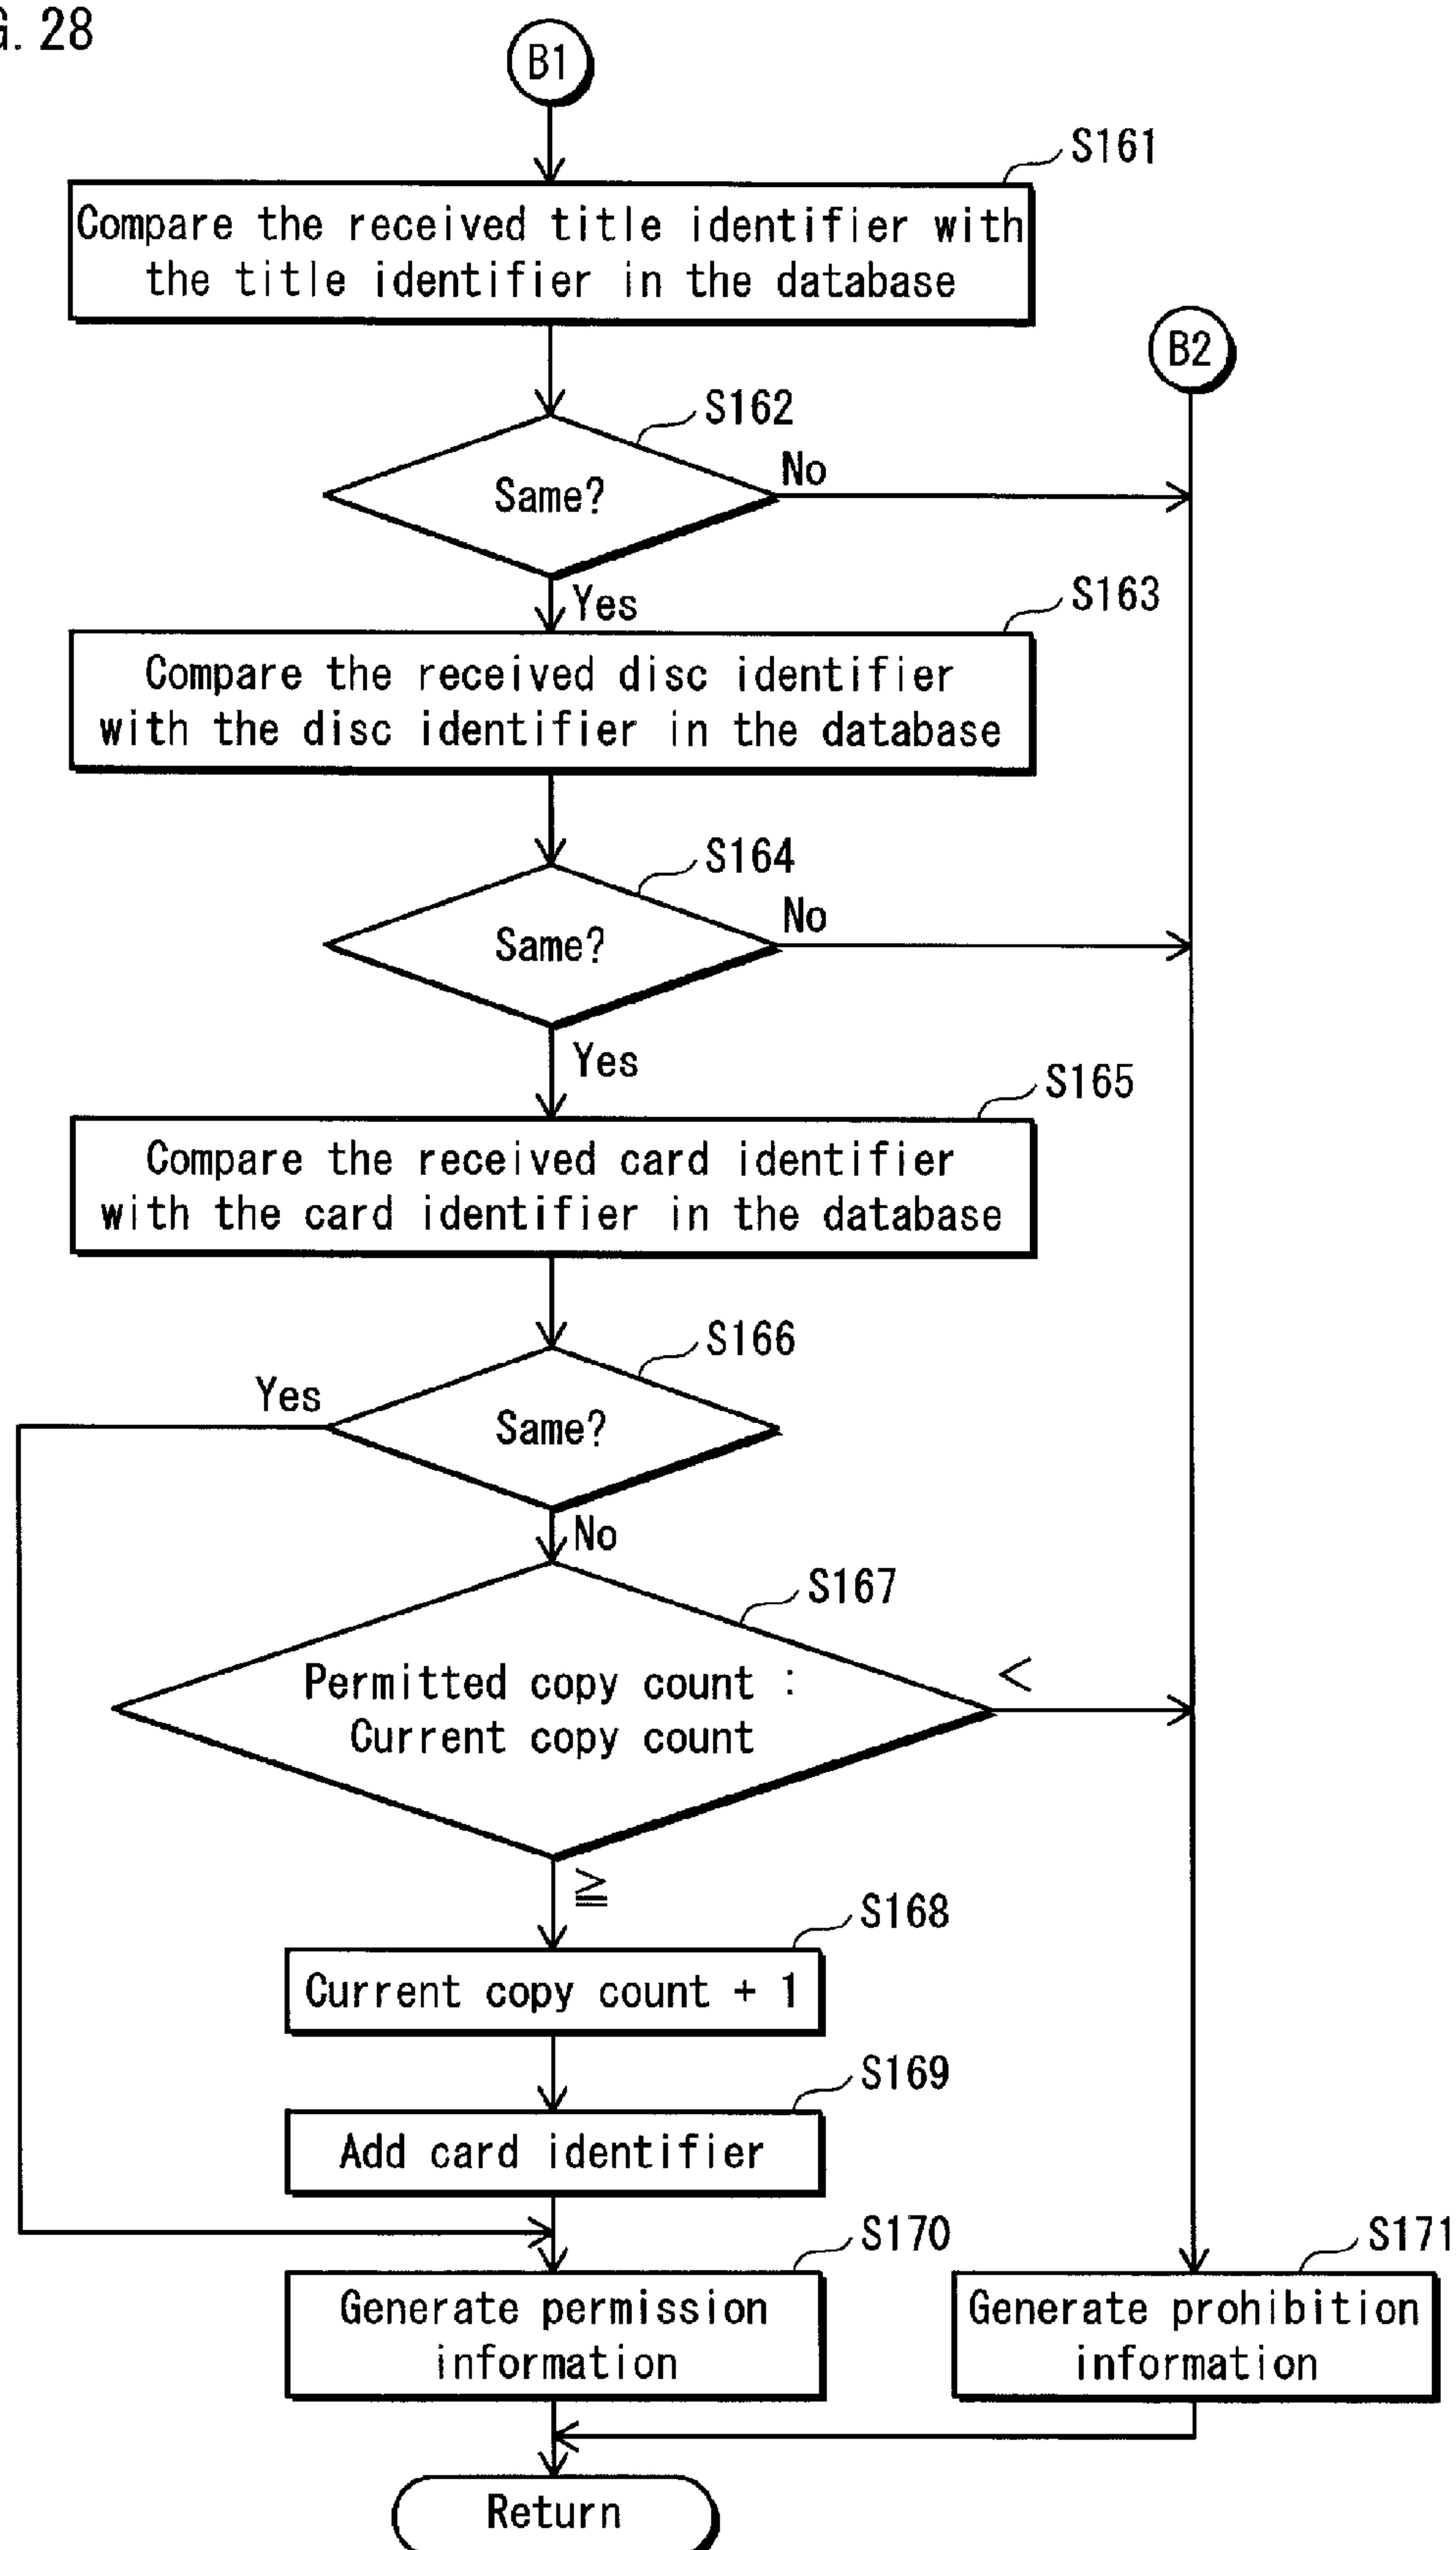 G. 28
B1
S161
Compare the received title identifier with
the title identifier in the database
B2
S162
Same?
No
Yes
S163
Compare the received disc identifier
with the disc identifier in the database
S164
Same?
No
Yes
S165
Compare the received card identifier
with the card identifier in the database
S166
Yes
Same?
No
S167
Permitted copy count :
Current copy count
<
≧
S168
Current copy count + 1
S169
Add card identifier
S170
Generate permission
information
S171
Generate prohibition
information
Return